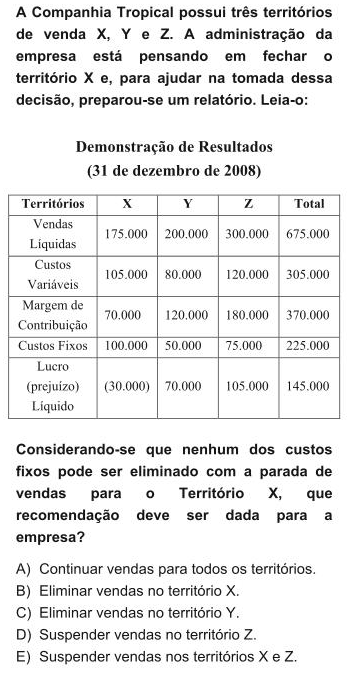 A Companhia Tropical possui três territórios
de venda X, Y e Z. A administração da
empresa está pensando em fechar o
território X e, para ajudar na tomada dessa
decisão, preparou-se um relatório. Leia-o:
Demonstração de Resultados
(31 de dezembro de 2008)
Territórios X Y Z Total
Vendas
Líquidas 175.000 200.000 300.000 675.000
Custos
Variáveis 105.000 80.000 120.000 305.000
Margem de
Contribuição 70.000 120.000 180.000 370.000
Custos Fixos 100.000 50.000 75.000 225.000
Lucro
(prejuízo) (30.000) 70.000 105.000 145.000
Líquido
Considerando-se que nenhum dos custos
fixos pode ser eliminado com a parada de
vendas para o Território X, que
recomendação deve ser dada para a
empresa?
A) Continuar vendas para todos os territórios.
B) Eliminar vendas no território X.
C) Eliminar vendas no território Y.
D) Suspender vendas no território Z.
E) Suspender vendas nos territórios X e Z.